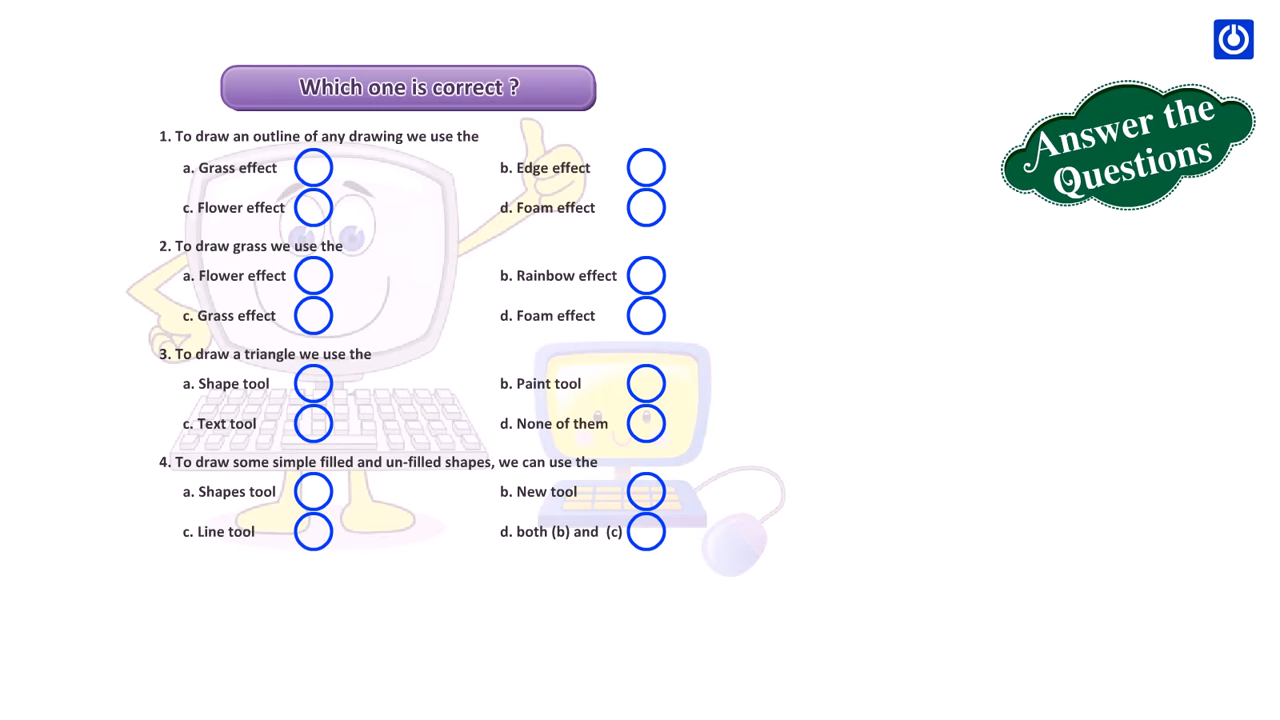 Which one is correct ?
Answer the
Questions
1. To draw an outline of any drawing we use the
a. Grass effect
b. Edge effect
c. Flower effect
d. Foam effect
2. To draw grass we use the
a. Flower effect
b. Rainbow effect
c. Grass effect
d. Foam effect
3. To draw a triangle we use the
a. Shape tool
b. Paint tool
c. Text tool
d. None of them
4. To draw some simple filled and un-filled shapes, we can use the
a. Shapes tool
b. New tool
c. Line tool
d. both (b) and (c)